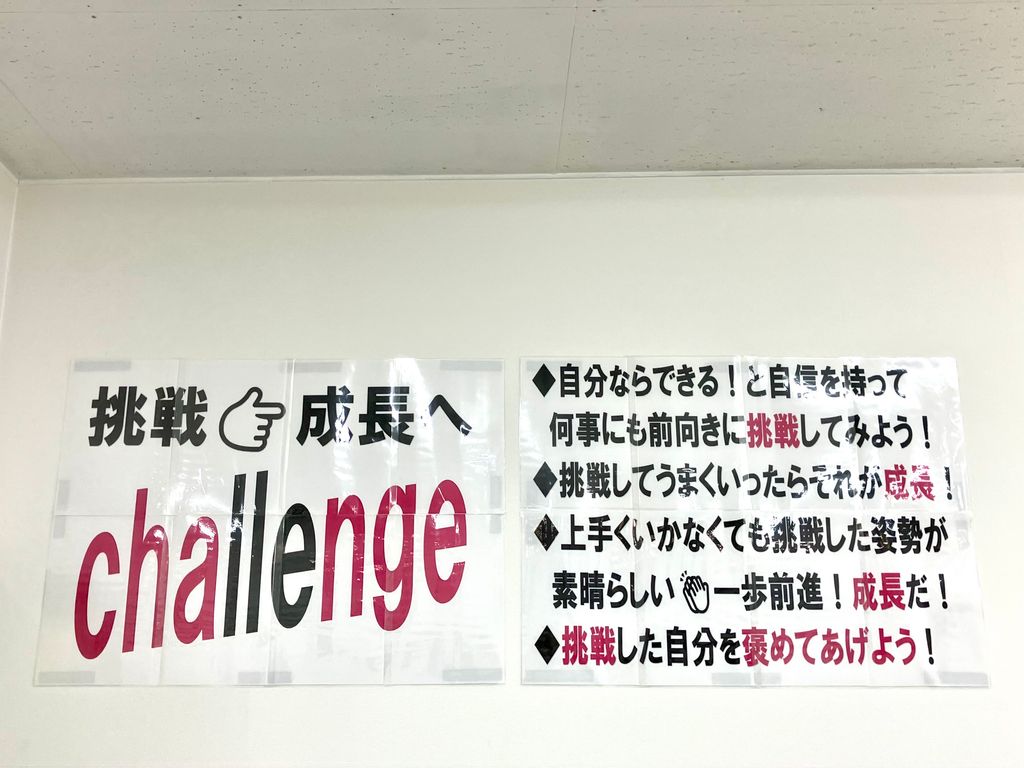 挑戦👉成長へ
challenge
◆自分ならできる！と自信を持って
何事にも前向きに挑戦してみよう！
◆挑戦してうまくいったらそれが成長！
◆上手くいかなくても挑戦した姿勢が
素晴らしい👏一歩前進！成長だ！
◆挑戦した自分を褒めてあげよう！